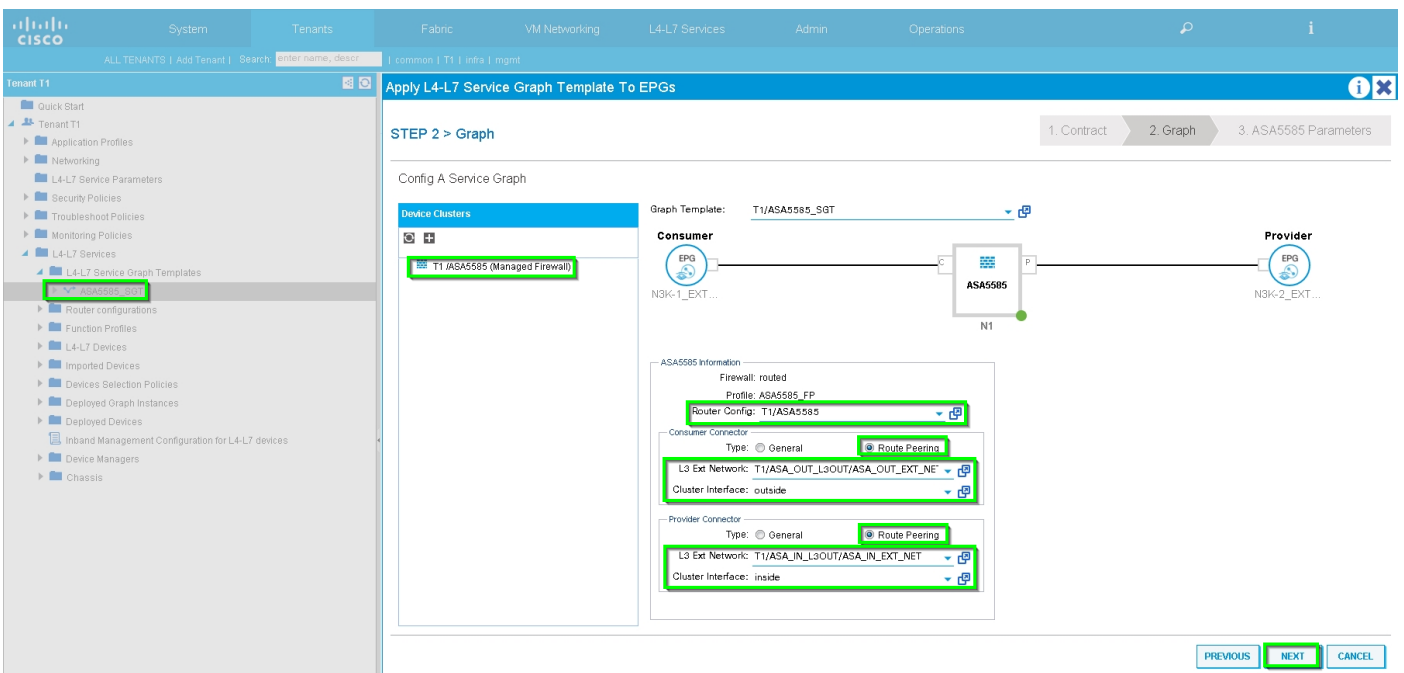 CISCO
System
Tenants
Fabric
VM Networking
L4-L7 Services
Admin
Operations
ALL TENANTS | Add Tenant | Search: enter name, descr | common | T1 | infra | mgmt
Tenant T1
Quick Start
Tenant T1
Application Profiles
Networking
L4-L7 Service Parameters
Security Policies
Troubleshoot Policies
Monitoring Policies
L4-L7 Services
L4-L7 Service Graph Templates
ASA5585_SGT
Router configurations
Function Profiles
L4-L7 Devices
Imported Devices
Devices Selection Policies
Deployed Graph Instances
Deployed Devices
Inband Management Configuration for L4-L7 devices
Device Managers
Chassis
Apply L4-L7 Service Graph Template To EPGs
i
STEP 2 > Graph
1. Contract
2. Graph
3. ASA5585 Parameters
Config A Service Graph
Device Clusters
T1/ASA5585 (Managed Firewall)
Graph Template: T1/ASA5585_SGT
Consumer
EPG
N3K-1_EXT...
C
ASA5585
P
N1
Provider
EPG
N3K-2_EXT...
ASA5585 Information
Firewall: routed
Profile: ASA5585_FP
Router Config: T1/ASA5585
Consumer Connector
Type: General Route Peering
L3 Ext Network: T1/ASA_OUT_L3OUT/ASA_OUT_EXT_NE
Cluster Interface: outside
Provider Connector
Type: General Route Peering
L3 Ext Network: T1/ASA_IN_L3OUT/ASA_IN_EXT_NET
Cluster Interface: inside
PREVIOUS
NEXT
CANCEL